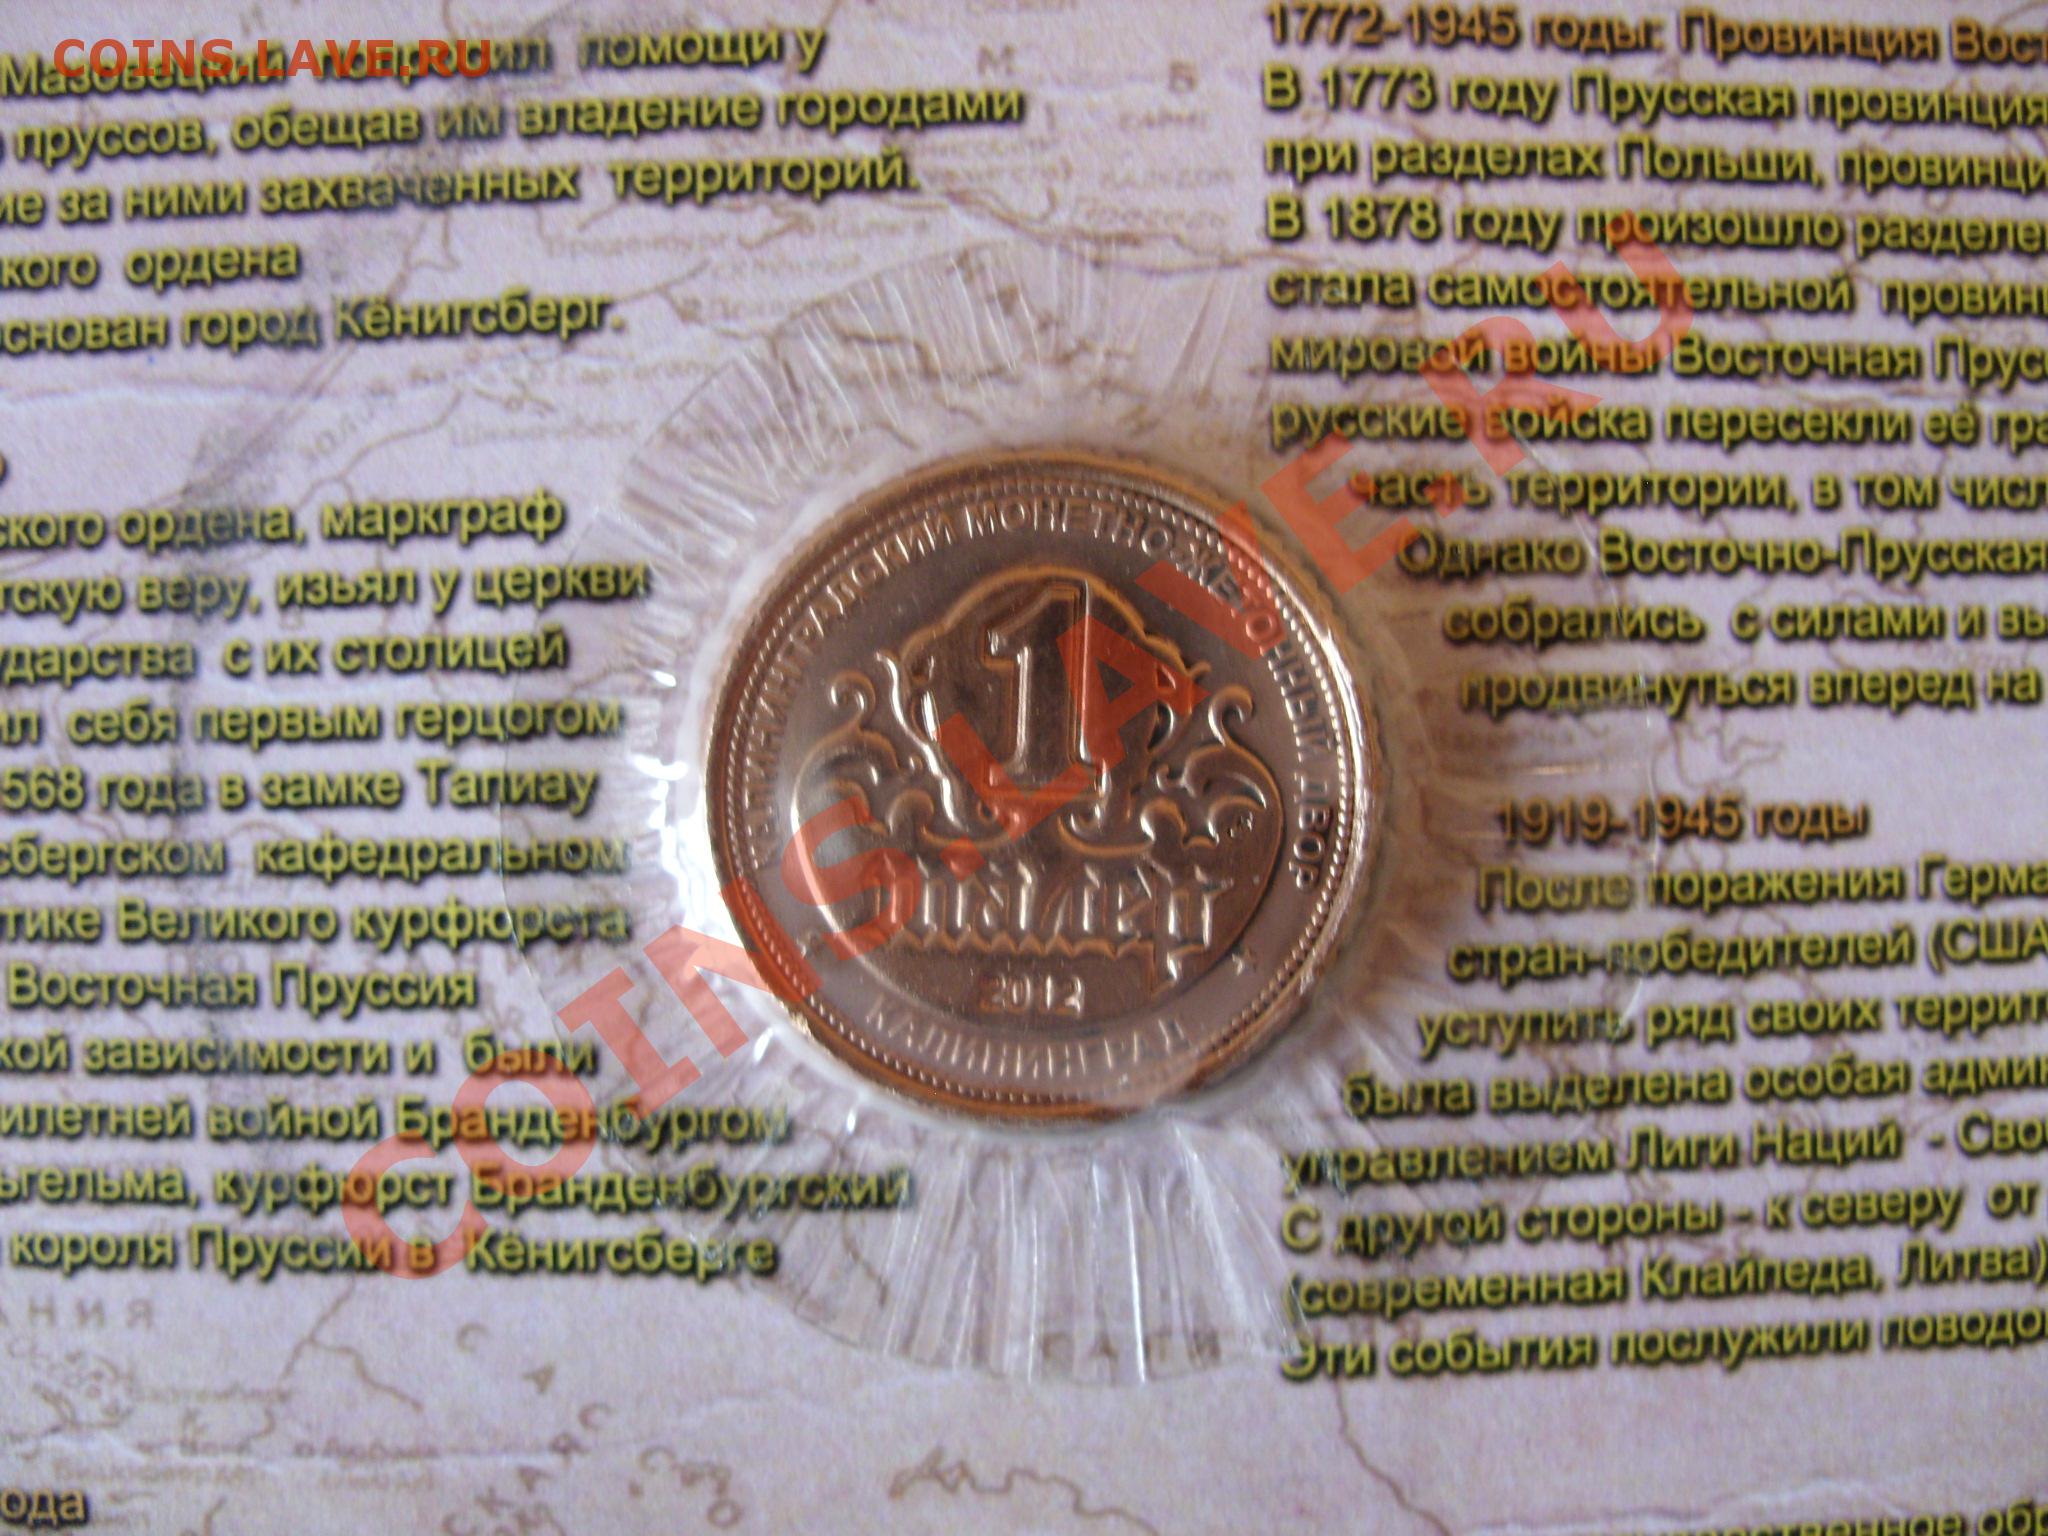 COINS.LAVE.RU
Мазовецкий помощи у
пруссов, обещав им владение городами
ие за ними захваченных территорий.
кого ордена
основан город Кёнигсберг.
ского ордена, маркграф
тскую веру, изьял у церкви
ударства с их столицей
ил себя первым герцогом
568 года в замке Тапиау
сбергском кафедральном
тике Великого курфюрста
Восточная Пруссия
кой зависимости и были
илетней войной Бранденбургом
ьгельма, курфюрст Бранденбургский
короля Пруссии в Кёнигсберге
АНИЯ
ода
1772-1945 годы: Провинция Вост
В 1773 году Прусская провинция
при разделах Польши, провинци
В 1878 году произошло разделе
стала самостоятельной провин
мировой войны Восточная Прус
русские войска пересекли её гра
часть территории, в том числ
Однако Восточно-Прусская
собрались с силами и вы
продвинуться вперед на
1919-1945 годы
После поражения Герма
стран-победителей (США
уступить ряд своих террит
была выделена особая админ
управлением Лиги Наций - Сво
С другой стороны - к северу от
(современная Клайпеда, Литва)
Эти события послужили поводо
КАЛИНИНГРАДСКИЙ МОНЕТНО-ЖЕТОННЫЙ ДВОР
1
талер
2012
КАЛИНИНГРАД
COINS.LAVE.RU